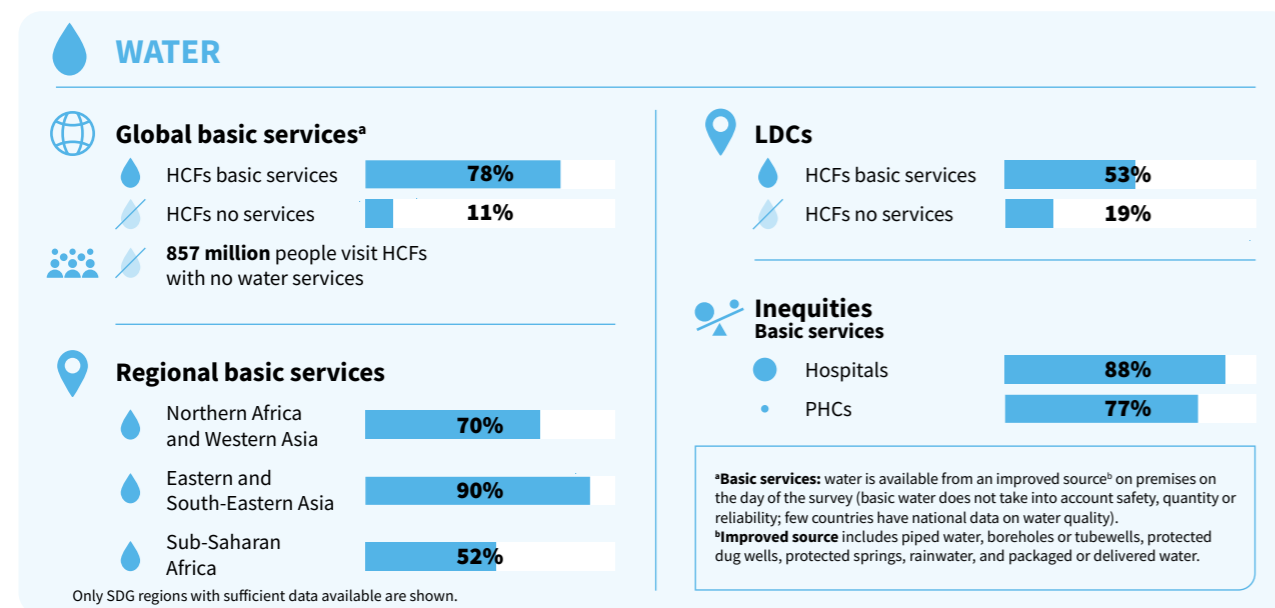 WATER
Global basic servicesᵃ
HCFs basic services 78%
HCFs no services 11%
857 million people visit HCFs
with no water services
Regional basic services
Northern Africa
and Western Asia
70%
Eastern and
South-Eastern Asia
90%
Sub-Saharan
Africa
52%
Only SDG regions with sufficient data available are shown.
LDCs
HCFs basic services 53%
HCFs no services 19%
Inequities
Basic services
Hospitals 88%
PHCs 77%
ᵃBasic services: water is available from an improved sourceᵇ on premises on
the day of the survey (basic water does not take into account safety, quantity or
reliability; few countries have national data on water quality).
ᵇImproved source includes piped water, boreholes or tubewells, protected
dug wells, protected springs, rainwater, and packaged or delivered water.